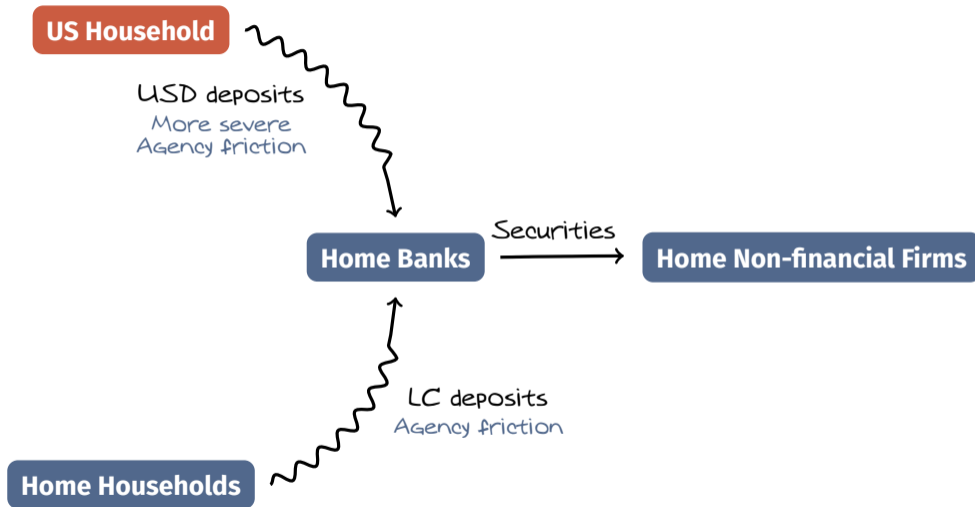 US Household
USD deposits
More severe
Agency friction
Securities
Home Banks
Home Non-financial Firms
LC deposits
Agency friction
Home Households